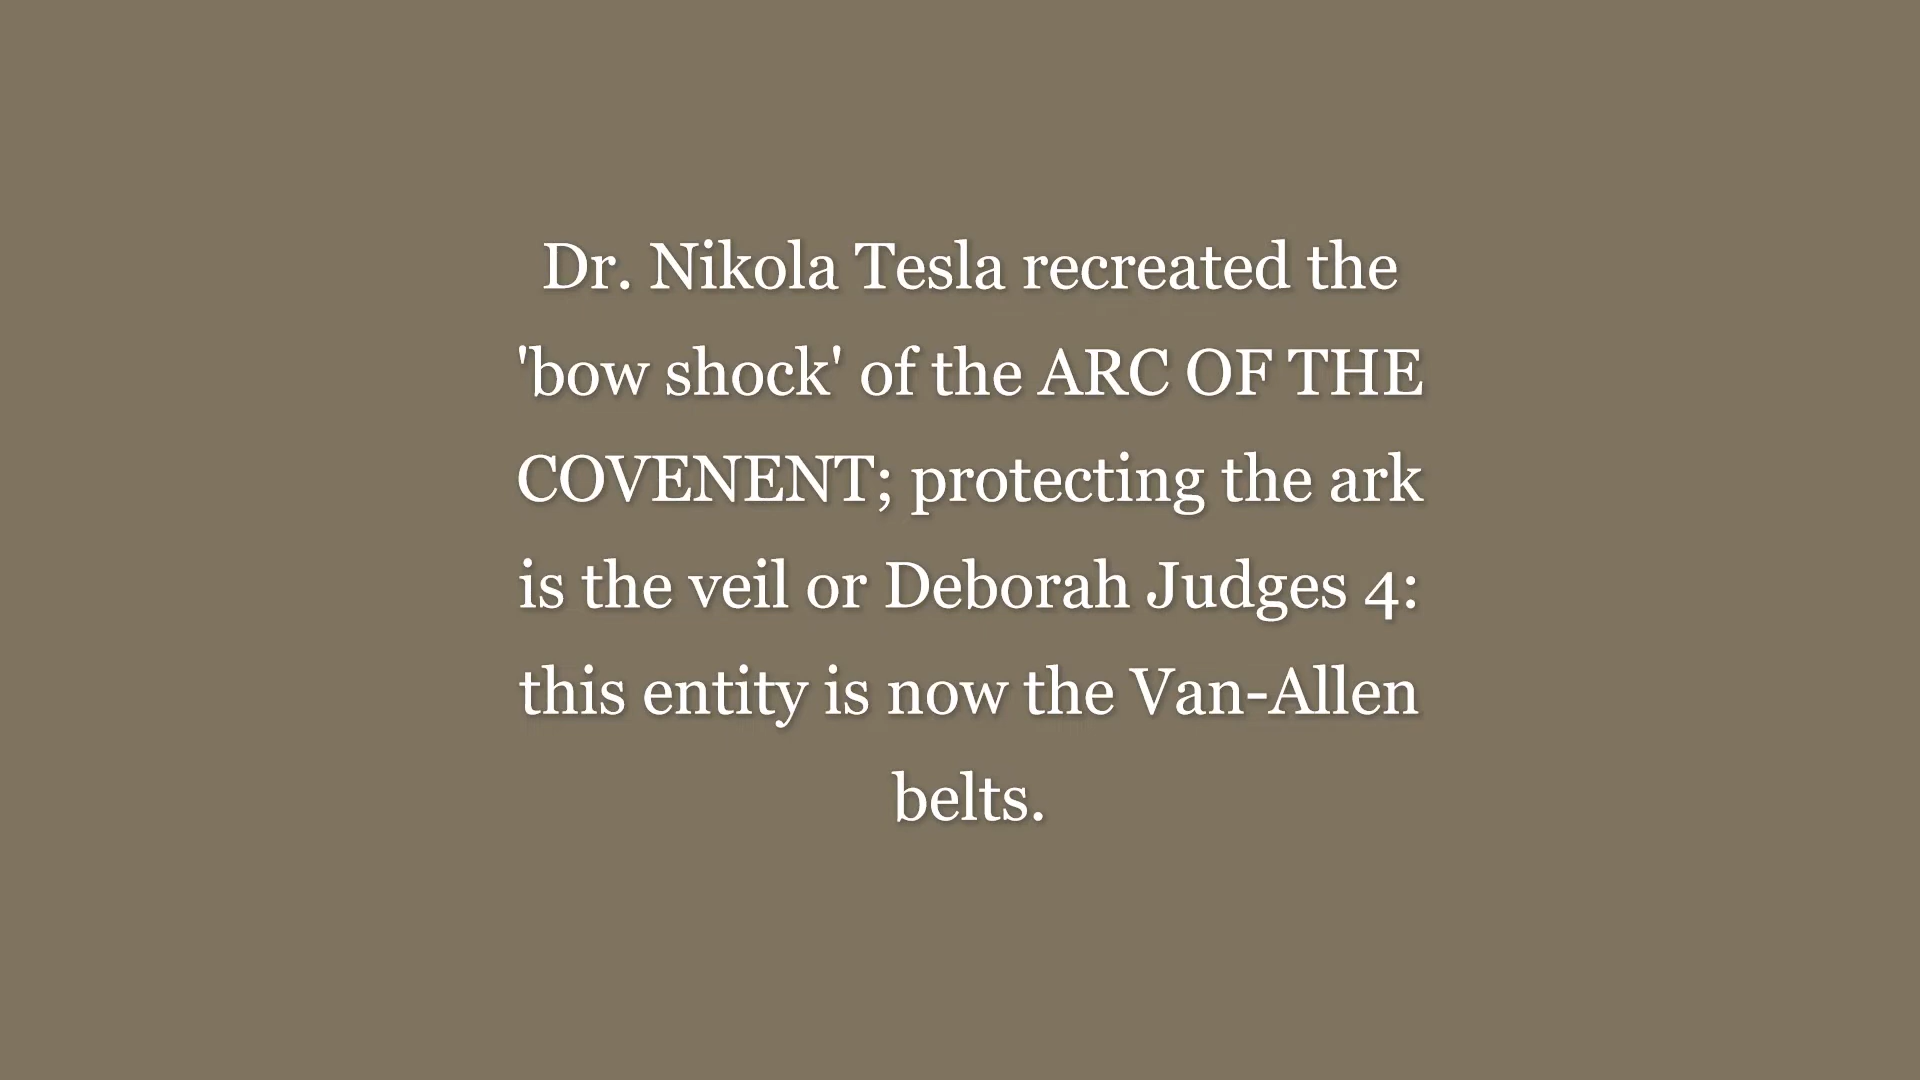 Dr. Nikola Tesla recreated the
'bow shock' of the ARC OF THE
COVENENT; protecting the ark
is the veil or Deborah Judges 4:
this entity is now the Van-Allen
belts.